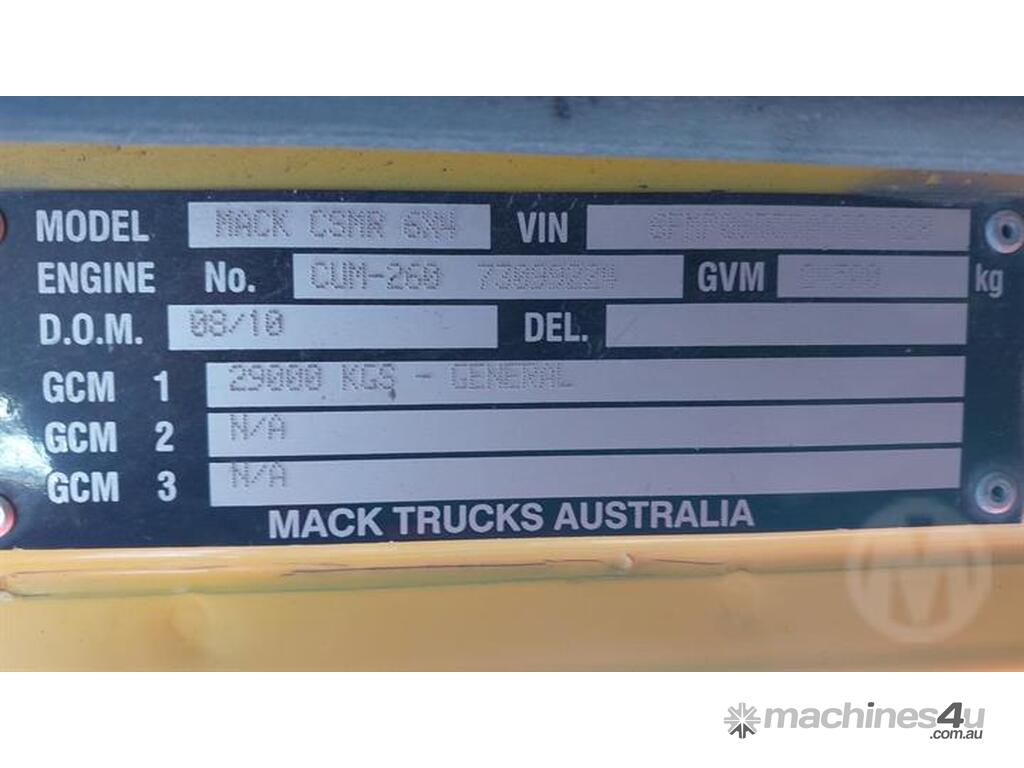 MODEL MACK CSMR 6X4 VIN
ENGINE No. CUM-260 73099224 GVM kg
D.O.M. 08/10 DEL.
GCM 1 29000 KGS - GENERAL
GCM 2 N/A
GCM 3 N/A
MACK TRUCKS AUSTRALIA
machines4u
.com.au